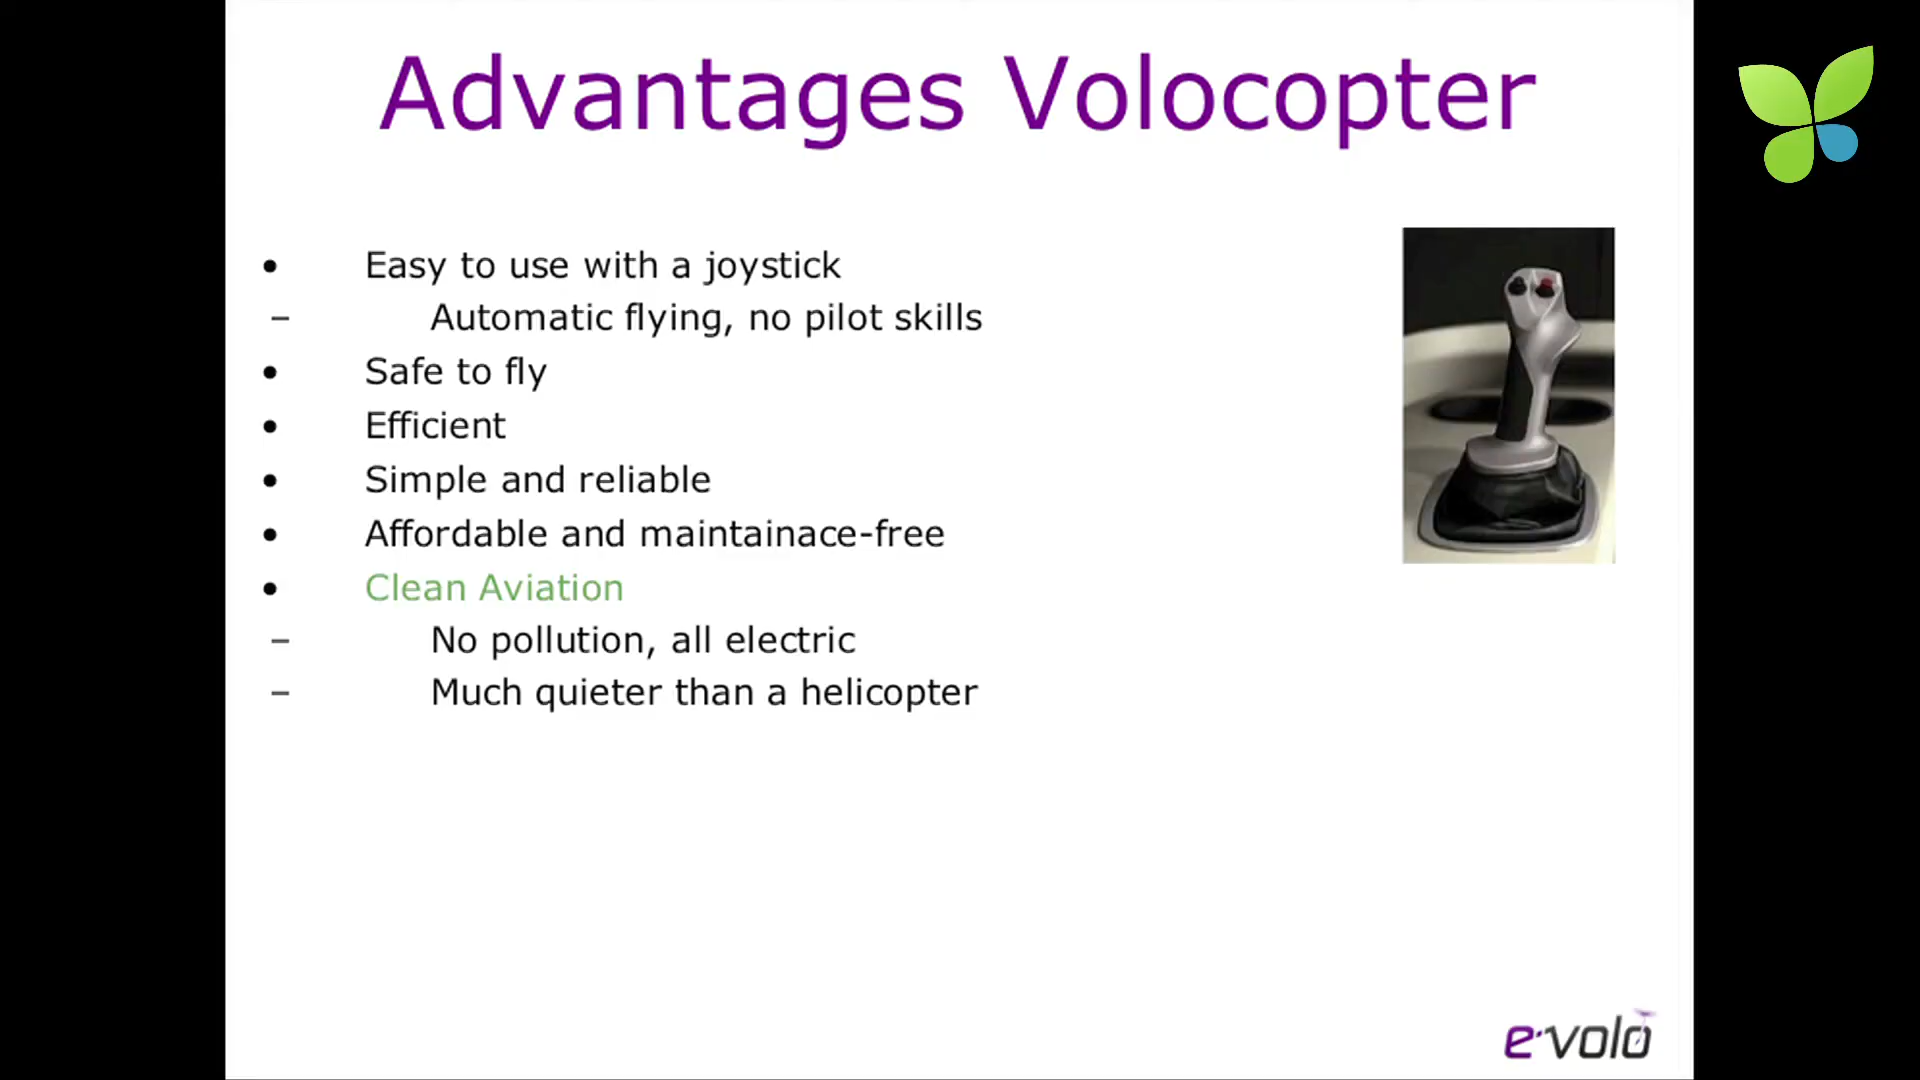 Advantages Volocopter
• Easy to use with a joystick
– Automatic flying, no pilot skills
• Safe to fly
• Efficient
• Simple and reliable
• Affordable and maintainace-free
• Clean Aviation
– No pollution, all electric
– Much quieter than a helicopter
e-volo